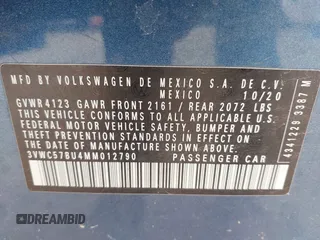 MFD. BY VOLKSWAGEN DE MEXICO S.A. DE C.V.
MEXICO 10/20
GVWR 4123 GAWR FRONT 2161 / REAR 2072 LBS
THIS VEHICLE CONFORMS TO ALL APPLICABLE
FEDERAL MOTOR VEHICLE SAFETY, BUMPER AND
THEFT PREVENTION STANDARDS IN EFFECT ON
THE DATE OF MANUFACTURE SHOWN ABOVE.
3VWC57BU4MM012790 PASSENGER CAR
4341229 3387 M
© DREAMBID
DREAMBID